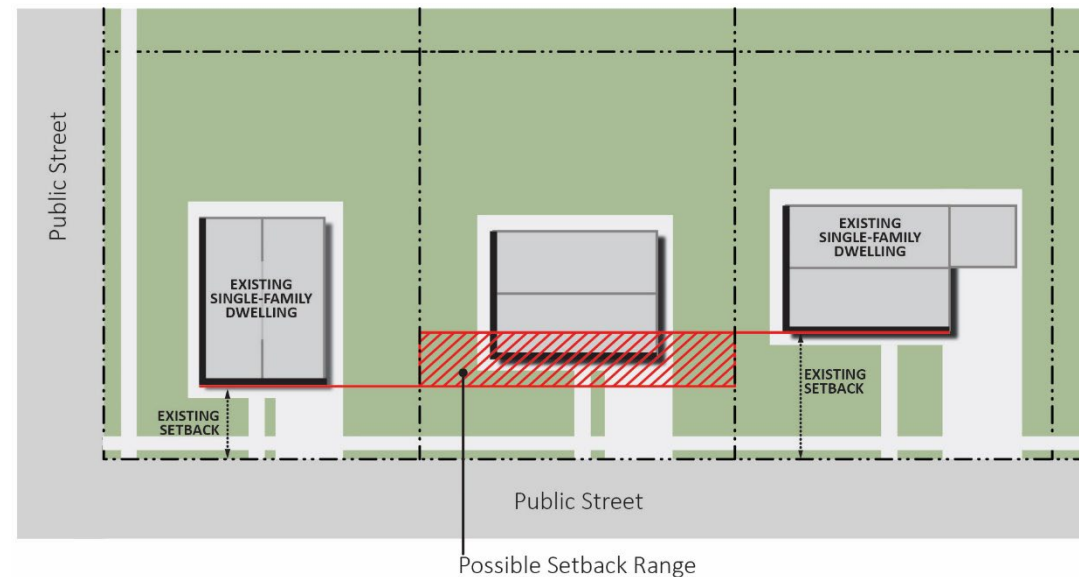 Public Street
EXISTING
SINGLE-FAMILY
DWELLING
EXISTING
SINGLE-FAMILY
DWELLING
EXISTING
SETBACK
EXISTING
SETBACK
Public Street
Possible Setback Range